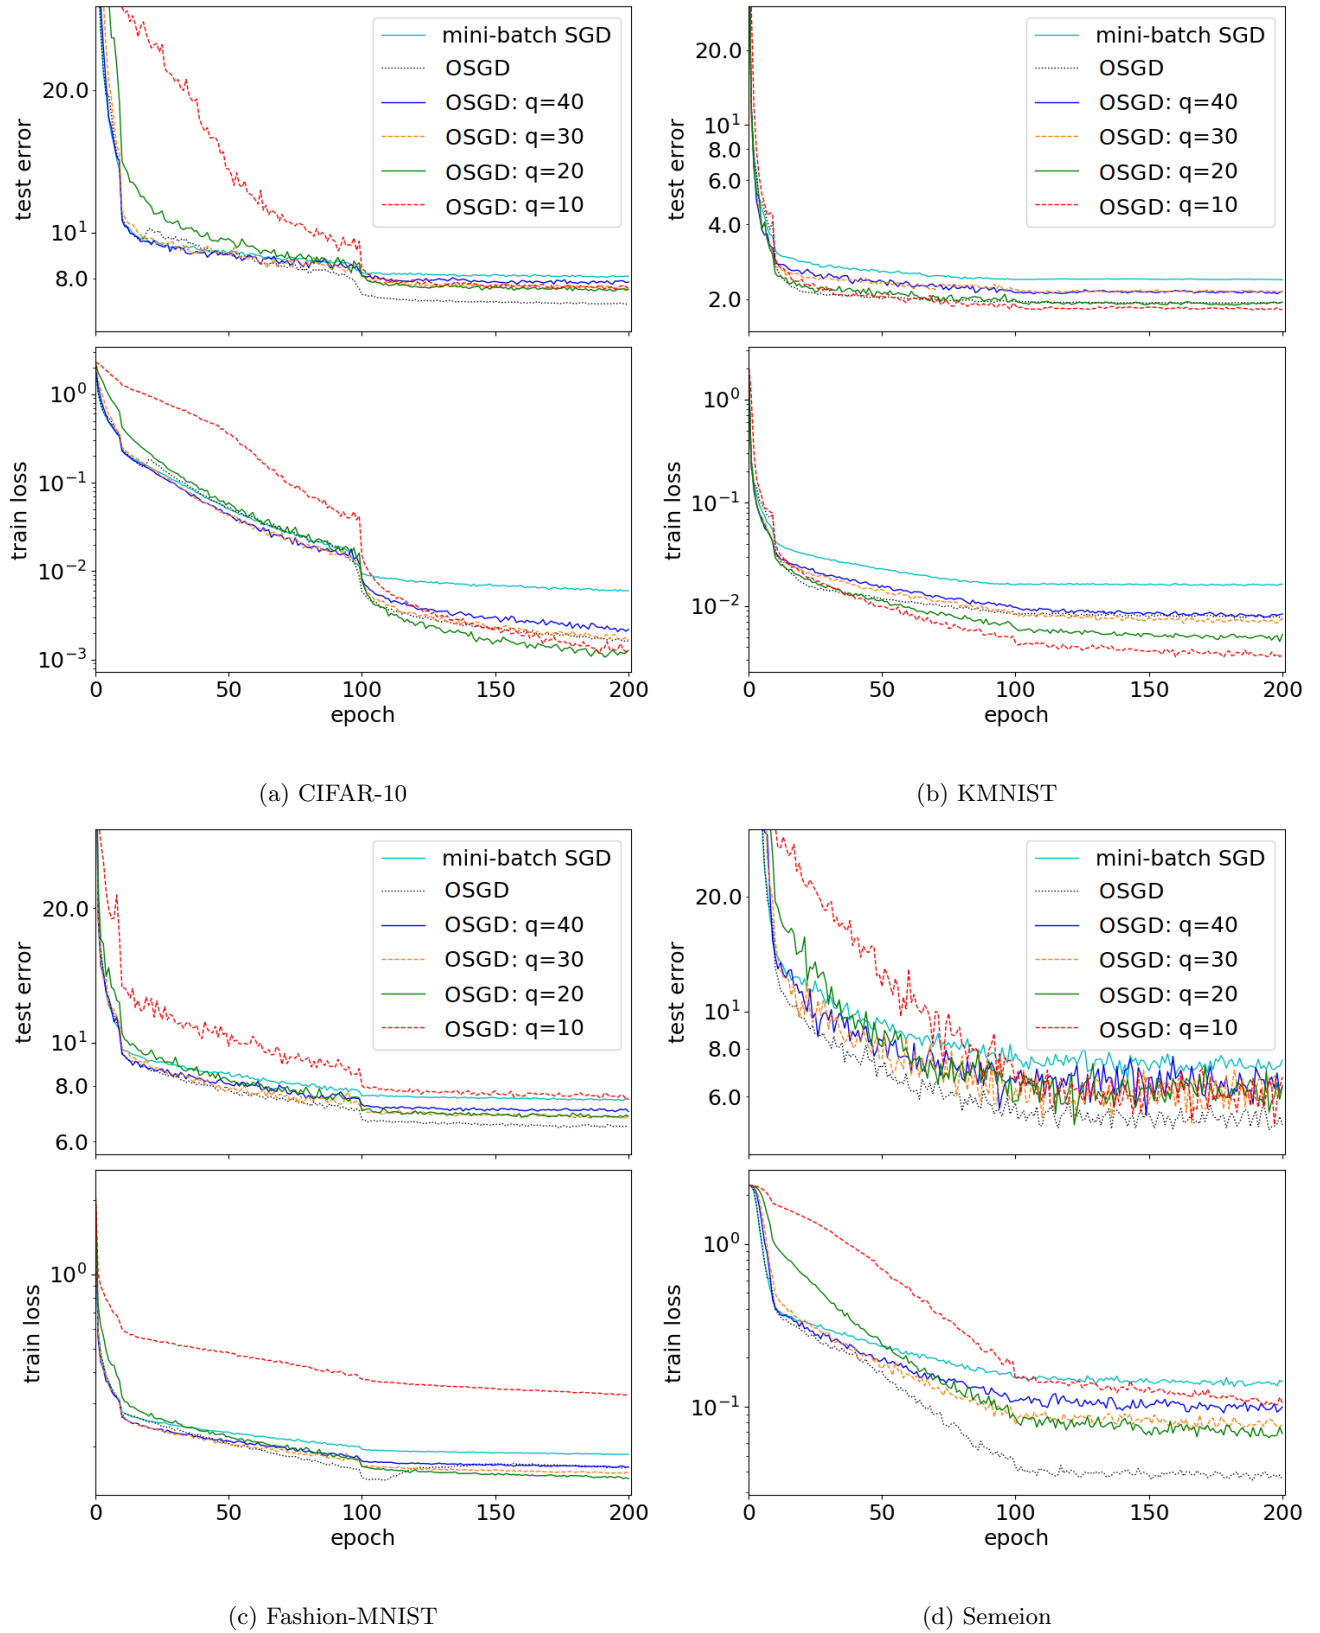 mini-batch SGD
OSGD
OSGD: q=40
OSGD: q=30
OSGD: q=20
OSGD: q=10
test error
20.0
10¹
8.0
train loss
10⁰
10⁻¹
10⁻²
10⁻³
0 50 100 150 200
epoch
(a) CIFAR-10
mini-batch SGD
OSGD
OSGD: q=40
OSGD: q=30
OSGD: q=20
OSGD: q=10
test error
20.0
10¹
8.0
6.0
4.0
2.0
train loss
10⁰
10⁻¹
10⁻²
0 50 100 150 200
epoch
(b) KMNIST
mini-batch SGD
OSGD
OSGD: q=40
OSGD: q=30
OSGD: q=20
OSGD: q=10
test error
20.0
10¹
8.0
6.0
train loss
10⁰
0 50 100 150 200
epoch
(c) Fashion-MNIST
mini-batch SGD
OSGD
OSGD: q=40
OSGD: q=30
OSGD: q=20
OSGD: q=10
test error
20.0
10¹
8.0
6.0
train loss
10⁰
10⁻¹
0 50 100 150 200
epoch
(d) Semeion